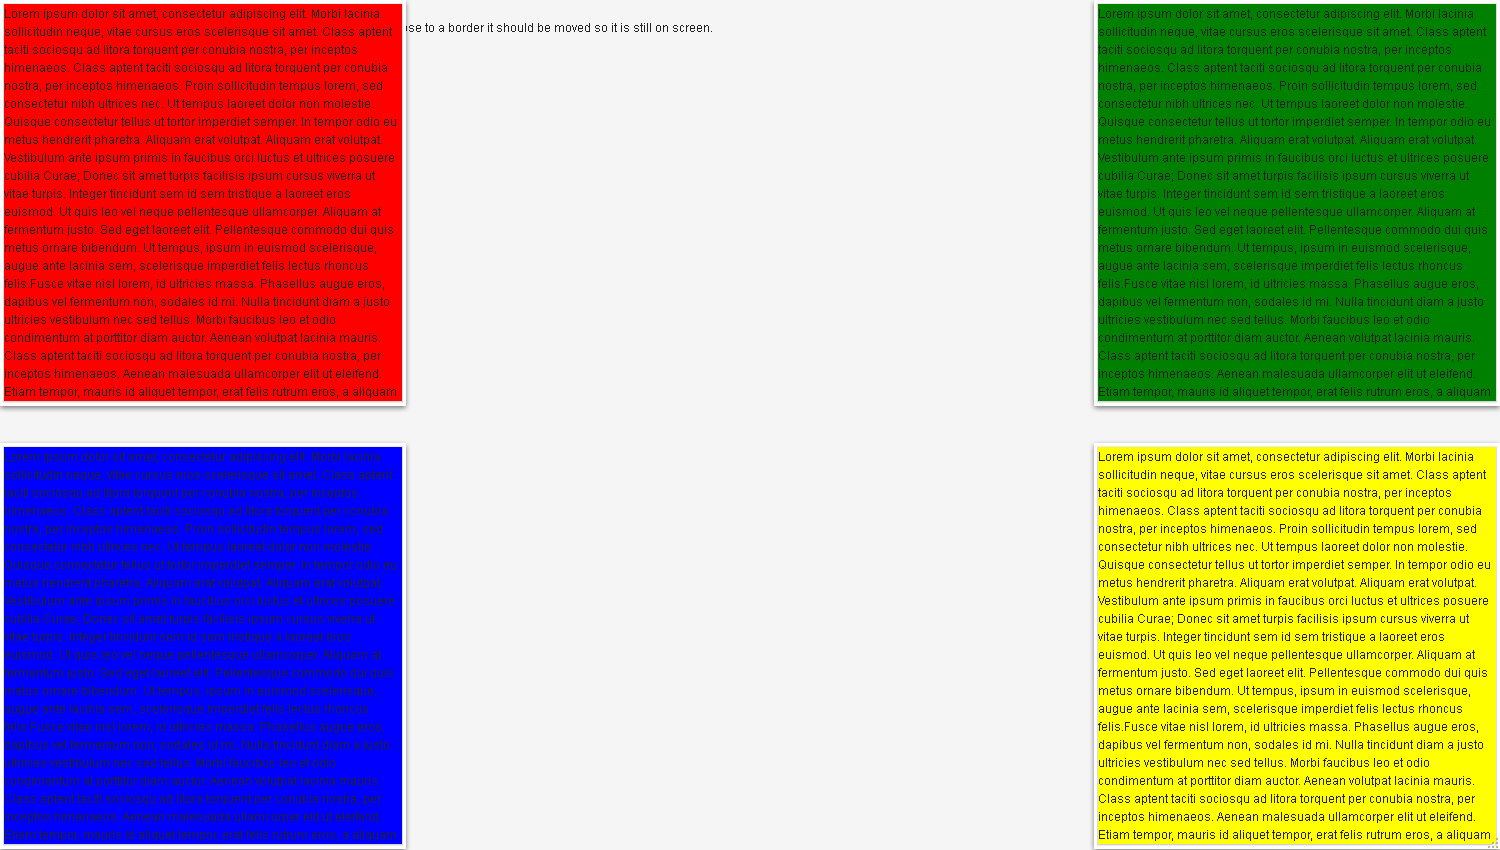 Lorem ipsum dolor sit amet, consectetur adipiscing elit. Morbi lacinia
sollicitudin neque, vitae cursus eros scelerisque sit amet. Class aptent
taciti sociosqu ad litora torquent per conubia nostra, per inceptos
himenaeos. Class aptent taciti sociosqu ad litora torquent per conubia
nostra, per inceptos himenaeos. Proin sollicitudin tempus lorem, sed
consectetur nibh ultrices nec. Ut tempus laoreet dolor non molestie.
Quisque consectetur tellus ut tortor imperdiet semper. In tempor odio eu
metus hendrerit pharetra. Aliquam erat volutpat. Aliquam erat volutpat.
Vestibulum ante ipsum primis in faucibus orci luctus et ultrices posuere
cubilia Curae; Donec sit amet turpis facilisis ipsum cursus viverra ut
vitae turpis. Integer tincidunt sem id sem tristique a laoreet eros
euismod. Ut quis leo vel neque pellentesque ullamcorper. Aliquam at
fermentum justo. Sed eget laoreet elit. Pellentesque commodo dui quis
metus ornare bibendum. Ut tempus, ipsum in euismod scelerisque,
augue ante lacinia sem, scelerisque imperdiet felis lectus rhoncus
felis.Fusce vitae nisl lorem, id ultricies massa. Phasellus augue eros,
dapibus vel fermentum non, sodales id mi. Nulla tincidunt diam a justo
ultricies vestibulum nec sed tellus. Morbi faucibus leo et odio
condimentum at porttitor diam auctor. Aenean volutpat lacinia mauris.
Class aptent taciti sociosqu ad litora torquent per conubia nostra, per
inceptos himenaeos. Aenean malesuada ullamcorper elit ut eleifend.
Etiam tempor, mauris id aliquet tempor, erat felis rutrum eros, a aliquam
ose to a border it should be moved so it is still on screen.
Lorem ipsum dolor sit amet, consectetur adipiscing elit. Morbi lacinia
sollicitudin neque, vitae cursus eros scelerisque sit amet. Class aptent
taciti sociosqu ad litora torquent per conubia nostra, per inceptos
himenaeos. Class aptent taciti sociosqu ad litora torquent per conubia
nostra, per inceptos himenaeos. Proin sollicitudin tempus lorem, sed
consectetur nibh ultrices nec. Ut tempus laoreet dolor non molestie.
Quisque consectetur tellus ut tortor imperdiet semper. In tempor odio eu
metus hendrerit pharetra. Aliquam erat volutpat. Aliquam erat volutpat.
Vestibulum ante ipsum primis in faucibus orci luctus et ultrices posuere
cubilia Curae; Donec sit amet turpis facilisis ipsum cursus viverra ut
vitae turpis. Integer tincidunt sem id sem tristique a laoreet eros
euismod. Ut quis leo vel neque pellentesque ullamcorper. Aliquam at
fermentum justo. Sed eget laoreet elit. Pellentesque commodo dui quis
metus ornare bibendum. Ut tempus, ipsum in euismod scelerisque,
augue ante lacinia sem, scelerisque imperdiet felis lectus rhoncus
felis.Fusce vitae nisl lorem, id ultricies massa. Phasellus augue eros,
dapibus vel fermentum non, sodales id mi. Nulla tincidunt diam a justo
ultricies vestibulum nec sed tellus. Morbi faucibus leo et odio
condimentum at porttitor diam auctor. Aenean volutpat lacinia mauris.
Class aptent taciti sociosqu ad litora torquent per conubia nostra, per
inceptos himenaeos. Aenean malesuada ullamcorper elit ut eleifend.
Etiam tempor, mauris id aliquet tempor, erat felis rutrum eros, a aliquam
Lorem ipsum dolor sit amet, consectetur adipiscing elit. Morbi lacinia
sollicitudin neque, vitae cursus eros scelerisque sit amet. Class aptent
taciti sociosqu ad litora torquent per conubia nostra, per inceptos
himenaeos. Class aptent taciti sociosqu ad litora torquent per conubia
nostra, per inceptos himenaeos. Proin sollicitudin tempus lorem, sed
consectetur nibh ultrices nec. Ut tempus laoreet dolor non molestie.
Quisque consectetur tellus ut tortor imperdiet semper. In tempor odio eu
metus hendrerit pharetra. Aliquam erat volutpat. Aliquam erat volutpat.
Vestibulum ante ipsum primis in faucibus orci luctus et ultrices posuere
cubilia Curae; Donec sit amet turpis facilisis ipsum cursus viverra ut
vitae turpis. Integer tincidunt sem id sem tristique a laoreet eros
euismod. Ut quis leo vel neque pellentesque ullamcorper. Aliquam at
fermentum justo. Sed eget laoreet elit. Pellentesque commodo dui quis
metus ornare bibendum. Ut tempus, ipsum in euismod scelerisque,
augue ante lacinia sem, scelerisque imperdiet felis lectus rhoncus
felis.Fusce vitae nisl lorem, id ultricies massa. Phasellus augue eros,
dapibus vel fermentum non, sodales id mi. Nulla tincidunt diam a justo
ultricies vestibulum nec sed tellus. Morbi faucibus leo et odio
condimentum at porttitor diam auctor. Aenean volutpat lacinia mauris.
Class aptent taciti sociosqu ad litora torquent per conubia nostra, per
inceptos himenaeos. Aenean malesuada ullamcorper elit ut eleifend.
Etiam tempor, mauris id aliquet tempor, erat felis rutrum eros, a aliquam
Lorem ipsum dolor sit amet, consectetur adipiscing elit. Morbi lacinia
sollicitudin neque, vitae cursus eros scelerisque sit amet. Class aptent
taciti sociosqu ad litora torquent per conubia nostra, per inceptos
himenaeos. Class aptent taciti sociosqu ad litora torquent per conubia
nostra, per inceptos himenaeos. Proin sollicitudin tempus lorem, sed
consectetur nibh ultrices nec. Ut tempus laoreet dolor non molestie.
Quisque consectetur tellus ut tortor imperdiet semper. In tempor odio eu
metus hendrerit pharetra. Aliquam erat volutpat. Aliquam erat volutpat.
Vestibulum ante ipsum primis in faucibus orci luctus et ultrices posuere
cubilia Curae; Donec sit amet turpis facilisis ipsum cursus viverra ut
vitae turpis. Integer tincidunt sem id sem tristique a laoreet eros
euismod. Ut quis leo vel neque pellentesque ullamcorper. Aliquam at
fermentum justo. Sed eget laoreet elit. Pellentesque commodo dui quis
metus ornare bibendum. Ut tempus, ipsum in euismod scelerisque,
augue ante lacinia sem, scelerisque imperdiet felis lectus rhoncus
felis.Fusce vitae nisl lorem, id ultricies massa. Phasellus augue eros,
dapibus vel fermentum non, sodales id mi. Nulla tincidunt diam a justo
ultricies vestibulum nec sed tellus. Morbi faucibus leo et odio
condimentum at porttitor diam auctor. Aenean volutpat lacinia mauris.
Class aptent taciti sociosqu ad litora torquent per conubia nostra, per
inceptos himenaeos. Aenean malesuada ullamcorper elit ut eleifend.
Etiam tempor, mauris id aliquet tempor, erat felis rutrum eros, a aliquam